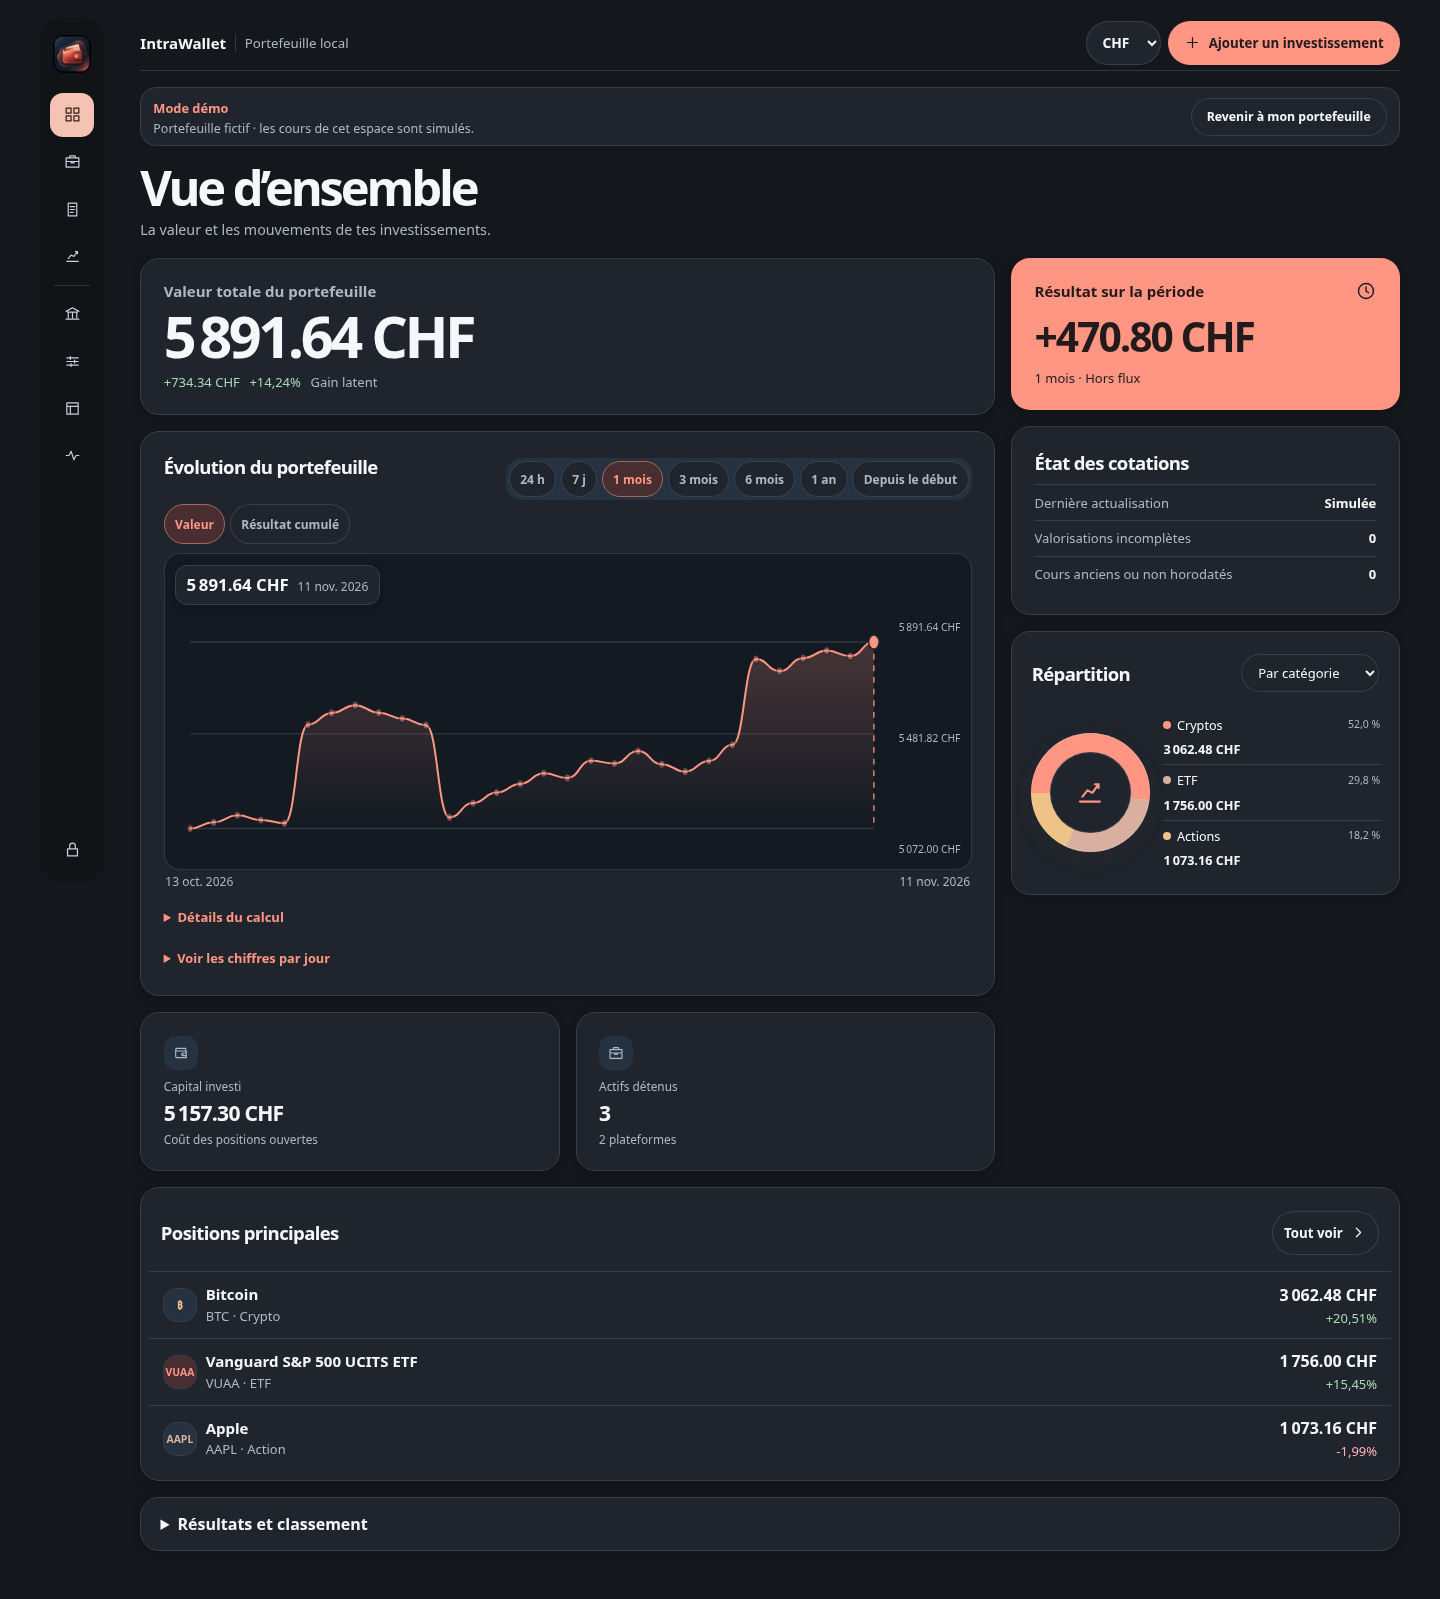 IntraWallet
Portefeuille local
CHF
Ajouter un investissement
Mode démo
Portefeuille fictif · les cours de cet espace sont simulés.
Revenir à mon portefeuille
Vue d’ensemble
La valeur et les mouvements de tes investissements.
Valeur totale du portefeuille
5 891.64 CHF
+734.34 CHF +14,24% Gain latent
Résultat sur la période
+470.80 CHF
1 mois · Hors flux
Évolution du portefeuille
24 h
7 j
1 mois
3 mois
6 mois
1 an
Depuis le début
Valeur
Résultat cumulé
5 891.64 CHF 11 nov. 2026
5 891.64 CHF
5 481.82 CHF
5 072.00 CHF
13 oct. 2026
11 nov. 2026
Détails du calcul
Voir les chiffres par jour
État des cotations
Dernière actualisation Simulée
Valorisations incomplètes 0
Cours anciens ou non horodatés 0
Répartition
Par catégorie
Cryptos 52,0 %
3 062.48 CHF
ETF 29,8 %
1 756.00 CHF
Actions 18,2 %
1 073.16 CHF
Capital investi
5 157.30 CHF
Coût des positions ouvertes
Actifs détenus
3
2 plateformes
Positions principales
Tout voir
₿
Bitcoin
BTC · Crypto
3 062.48 CHF
+20,51%
VUAA
Vanguard S&P 500 UCITS ETF
VUAA · ETF
1 756.00 CHF
+15,45%
AAPL
Apple
AAPL · Action
1 073.16 CHF
-1,99%
Résultats et classement